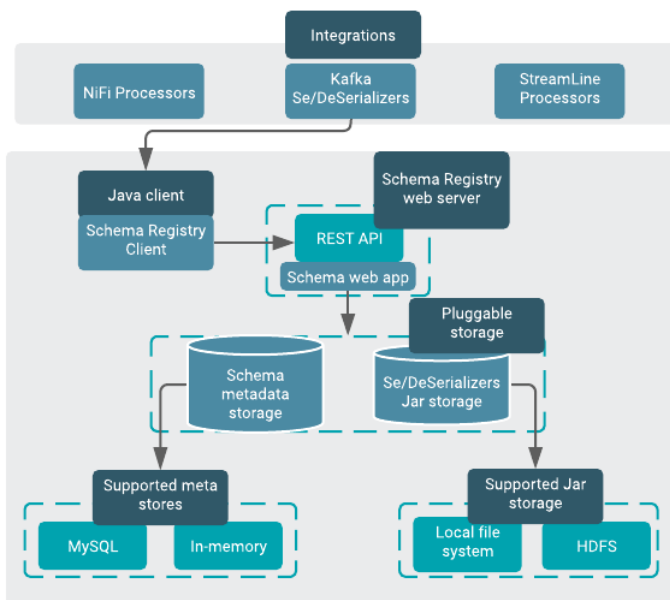 Integrations
NiFi Processors
Kafka
Se/DeSerializers
StreamLine
Processors
Java client
Schema Registry
Client
Schema Registry
web server
REST API
Schema web app
Pluggable
storage
Schema
metadata
storage
Se/DeSerializers
Jar storage
Supported meta
stores
MySQL
In-memory
Supported Jar
storage
Local file
system
HDFS